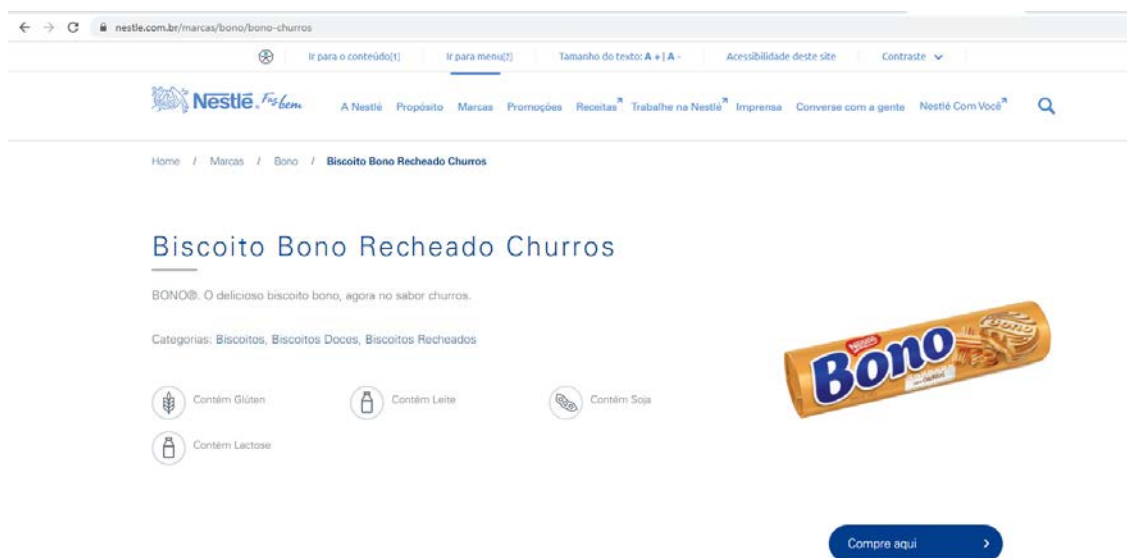 nestle.com.br/marcas/bono/bono-churros
Ir para o conteúdo[1] Ir para menu[2] Tamanho do texto: A + | A - Acessibilidade deste site Contraste
Nestlé. Faz bem A Nestlé Propósito Marcas Promoções Receitas Trabalhe na Nestlé Imprensa Converse com a gente Nestlé Com Você
Home / Marcas / Bono / Biscoito Bono Recheado Churros
Biscoito Bono Recheado Churros
BONO®. O delicioso biscoito bono, agora no sabor churros.
Categorias: Biscoitos, Biscoitos Doces, Biscoitos Recheados
Nestlé
Bono
BONO
CHURROS
Contém Glúten Contém Leite Contém Soja
Contém Lactose
Compre aqui